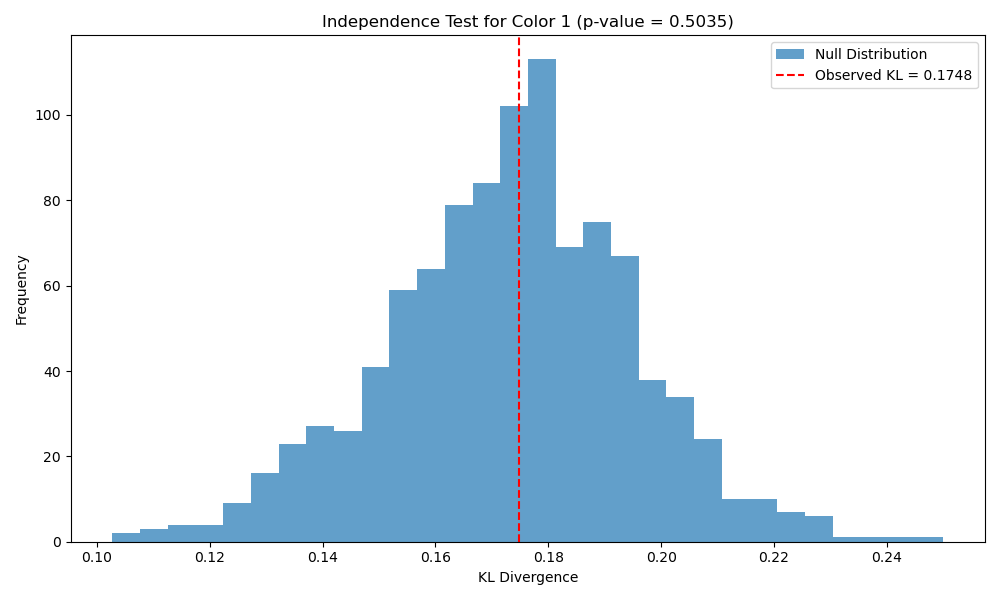 Independence Test for Color 1 (p-value = 0.5035)
Null Distribution
Observed KL = 0.1748
Frequency
100
80
60
40
20
0
0.10 0.12 0.14 0.16 0.18 0.20 0.22 0.24
KL Divergence